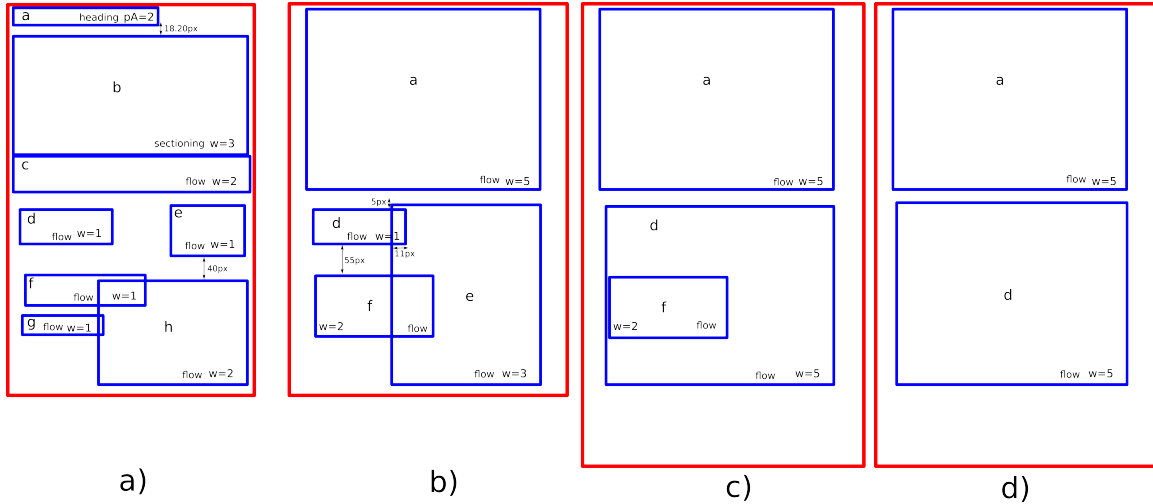 a
heading pA=2
18.20px
b
sectioning w=3
c
flow w=2
d
flow w=1
e
flow w=1
40px
f
flow w=1
g
flow w=1
h
flow w=2
a)
a
flow w=5
5px
d
flow w=1
11px
55px
f
w=2 flow
e
flow w=3
b)
a
flow w=5
d
f
w=2 flow
flow w=5
c)
a
flow w=5
d
flow w=5
d)